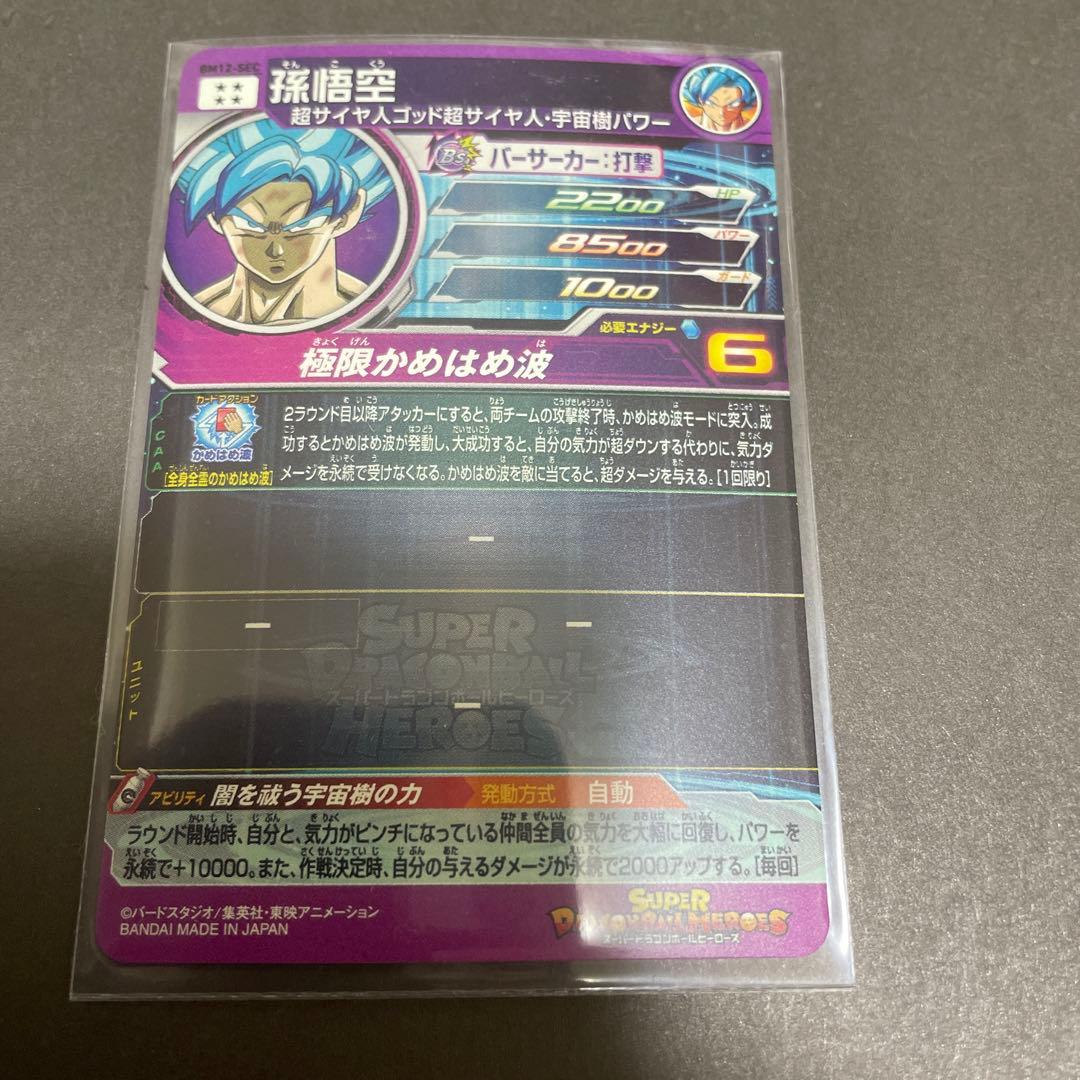 BM12-SEC
そん ご くう
孫悟空
超サイヤ人ゴッド超サイヤ人・宇宙樹パワー
Bs バーサーカー:打撃
2200 HP
8500 パワー
1000 ガード
必要エナジー 6
きょく げん は
極限かめはめ波
CAA
カードアクション
かめはめ波
[全身全霊のかめはめ波]
2ラウンド目以降アタッカーにすると、両チームの攻撃終了時、かめはめ波モードに突入。成
功するとかめはめ波が発動し、大成功すると、自分の気力が超ダウンする代わりに、気力ダ
メージを永続で受けなくなる。かめはめ波を敵に当てると、超ダメージを与える。[1回限り]
ー
ユニット
ー ー
ー
SUPER
DRAGONBALL
スーパードラゴンボールヒーローズ
HEROES
アビリティ 闇を祓う宇宙樹の力 発動方式 自動
ラウンド開始時、自分と、気力がピンチになっている仲間全員の気力を大幅に回復し、パワーを
永続で+10000。また、作戦決定時、自分の与えるダメージが永続で2000アップする。[毎回]
©バードスタジオ/集英社・東映アニメーション
BANDAI MADE IN JAPAN
SUPER
DRAGONBALL HEROES
スーパードラゴンボールヒーローズ